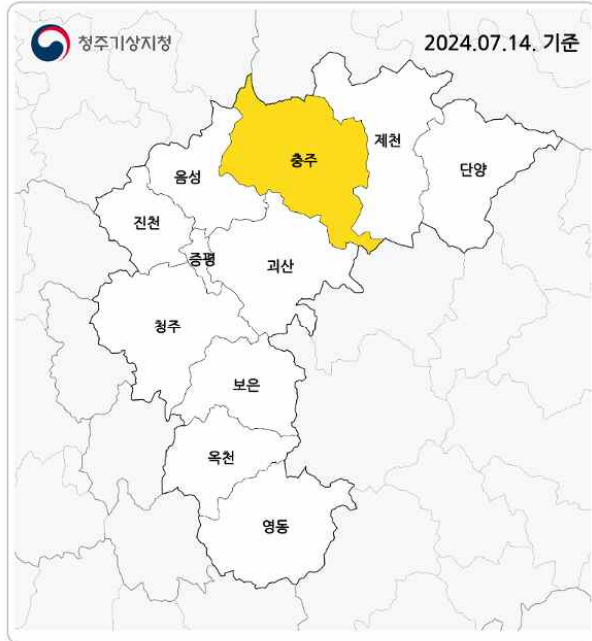 청주기상지청
2024.07.14. 기준
충주
제천
단양
음성
진천
증평
괴산
청주
보은
옥천
영동